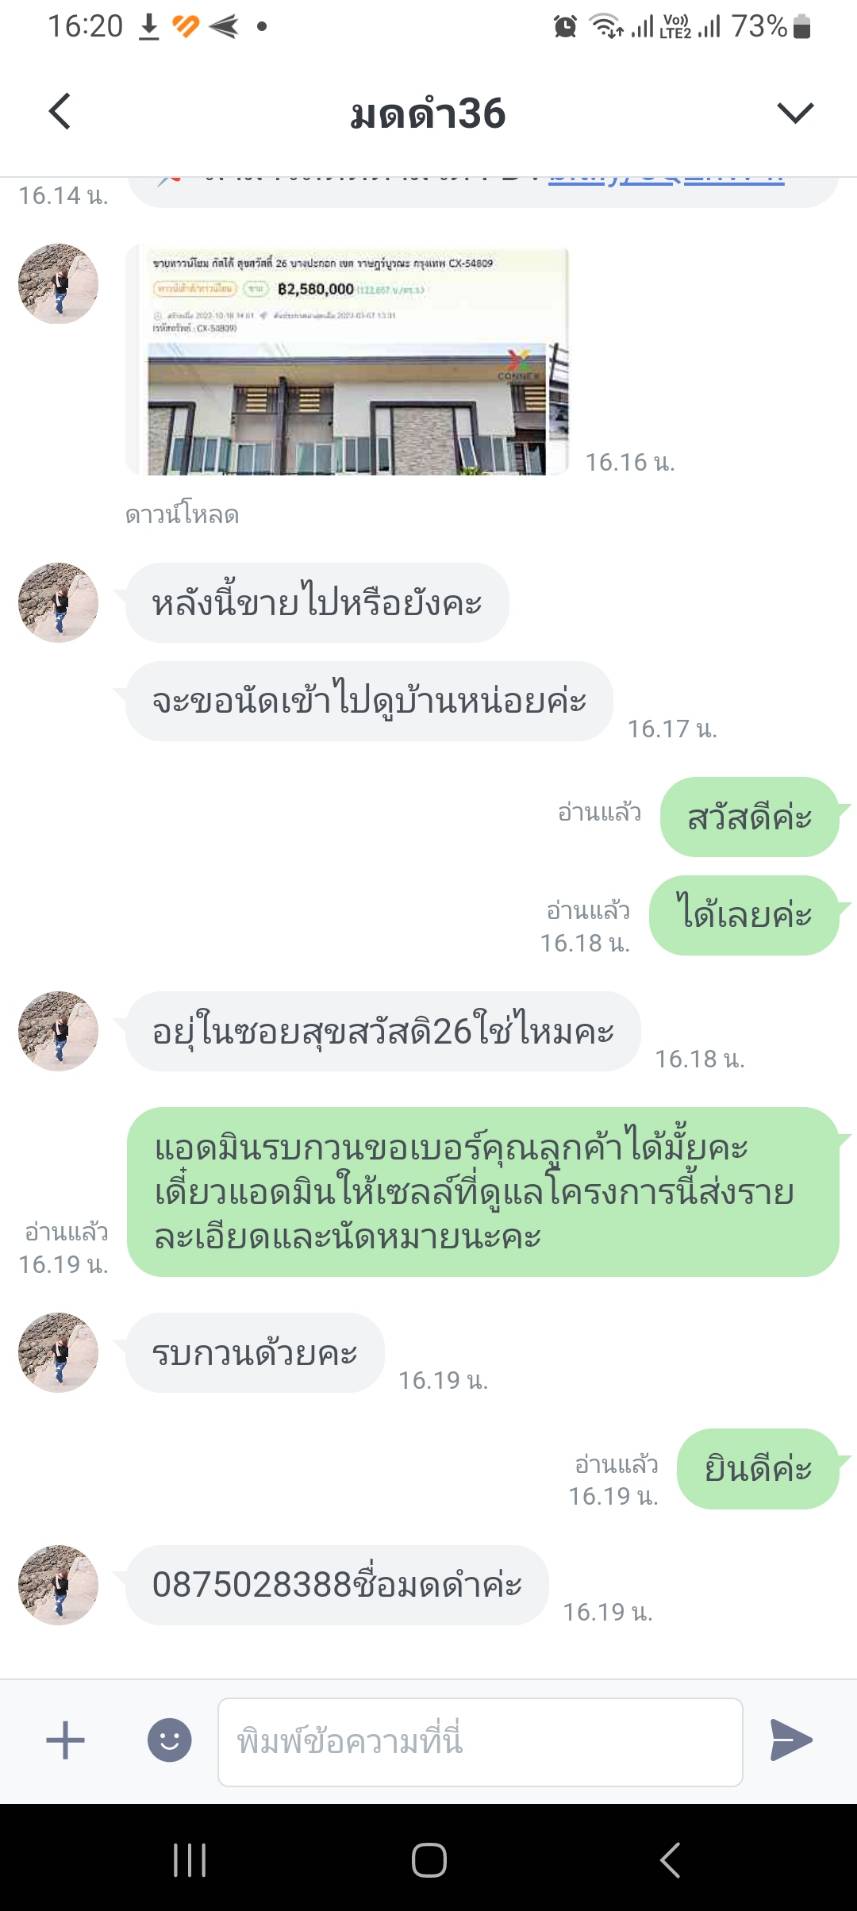 16:20
Vo)) LTE2
73%
มดดำ36
16.14 น.
ขายทาวน์โฮม กัสโต้ สุขสวัสดิ์ 26 บางปะกอก เขต ราษฎร์บูรณะ กรุงเทพ CX-54809
ขาย ฿2,580,000
(รหัสทรัพย์ : CX-54809)
CONNEX
16.16 น.
ดาวน์โหลด
หลังนี้ขายไปหรือยังคะ
จะขอนัดเข้าไปดูบ้านหน่อยค่ะ
16.17 น.
อ่านแล้ว
สวัสดีค่ะ
อ่านแล้ว
16.18 น.
ได้เลยค่ะ
อยุ่ในซอยสุขสวัสดิ26ใช่ไหมคะ
16.18 น.
แอดมินรบกวนขอเบอร์คุณลูกค้าได้มั้ยคะ
เดี๋ยวแอดมินให้เซลล์ที่ดูแลโครงการนี้ส่งราย
ละเอียดและนัดหมายนะคะ
อ่านแล้ว
16.19 น.
รบกวนด้วยคะ
16.19 น.
อ่านแล้ว
16.19 น.
ยินดีค่ะ
0875028388ชื่อมดดำค่ะ
16.19 น.
พิมพ์ข้อความที่นี่